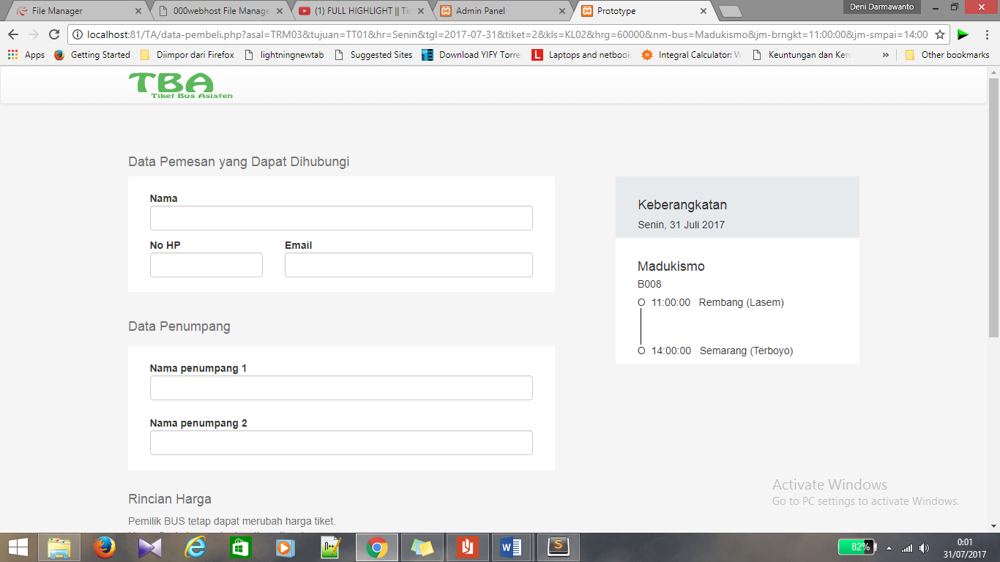 File Manager
000webhost File Manage
(1) FULL HIGHLIGHT || Tir
Admin Panel
Prototype
Deni Darmawanto
localhost:81/TA/data-pembeli.php?asal=TRM03&tujuan=TT01&hr=Senin&tgl=2017-07-31&tiket=2&kls=KL02&hrg=60000&nm-bus=Madukismo&jm-brngkt=11:00:00&jm-smpai=14:00
Apps
Getting Started
Diimpor dari Firefox
lightningnewtab
Suggested Sites
Download YIFY Torre
Laptops and netbook
Integral Calculator: W
Keuntungan dan Keru
»
Other bookmarks
TBA
Tiket Bus Asisten
Data Pemesan yang Dapat Dihubungi
Nama
No HP
Email
Keberangkatan
Senin, 31 Juli 2017
Madukismo
B008
11:00:00 Rembang (Lasem)
14:00:00 Semarang (Terboyo)
Data Penumpang
Nama penumpang 1
Nama penumpang 2
Rincian Harga
Pemilik BUS tetap dapat merubah harga tiket.
Activate Windows
Go to PC settings to activate Windows.
82%
0:01
31/07/2017